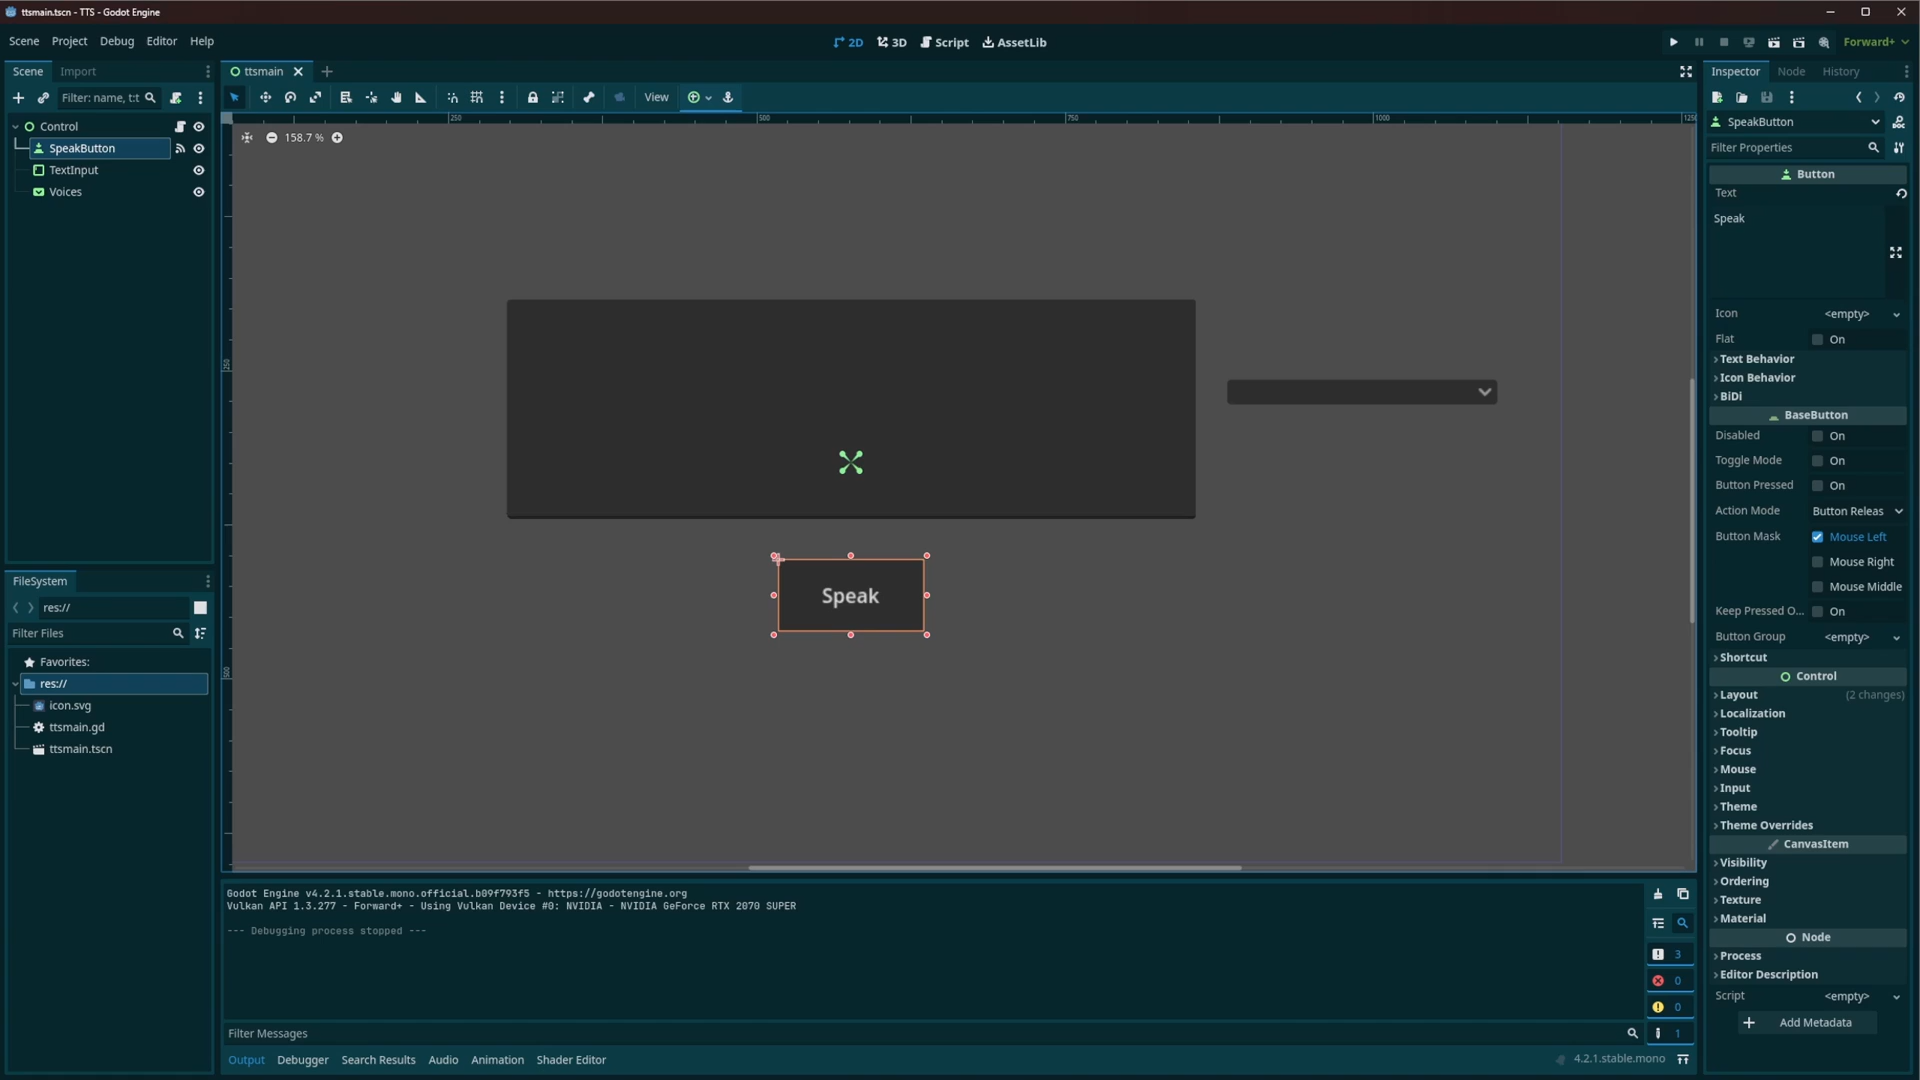 ttsmain.tscn - TTS - Godot Engine
Scene Project Debug Editor Help
2D 3D Script AssetLib
Forward+
Scene Import
Filter: name, t:t
Control
SpeakButton
TextInput
Voices
FileSystem
res://
Filter Files
Favorites:
res://
icon.svg
ttsmain.gd
ttsmain.tscn
ttsmain
View
250 500 750 1000 1250
158.7 %
250
500
Speak
Godot Engine v4.2.1.stable.mono.official.b09f793f5 - https://godotengine.org
Vulkan API 1.3.277 - Forward+ - Using Vulkan Device #0: NVIDIA - NVIDIA GeForce RTX 2070 SUPER
--- Debugging process stopped ---
3
0
0
1
Filter Messages
Output Debugger Search Results Audio Animation Shader Editor
4.2.1.stable.mono
Inspector Node History
SpeakButton
Filter Properties
Button
Text
Speak
Icon <empty>
Flat On
Text Behavior
Icon Behavior
BiDi
BaseButton
Disabled On
Toggle Mode On
Button Pressed On
Action Mode Button Releas
Button Mask Mouse Left
Mouse Right
Mouse Middle
Keep Pressed O... On
Button Group <empty>
Shortcut
Control
Layout (2 changes)
Localization
Tooltip
Focus
Mouse
Input
Theme
Theme Overrides
CanvasItem
Visibility
Ordering
Texture
Material
Node
Process
Editor Description
Script <empty>
Add Metadata